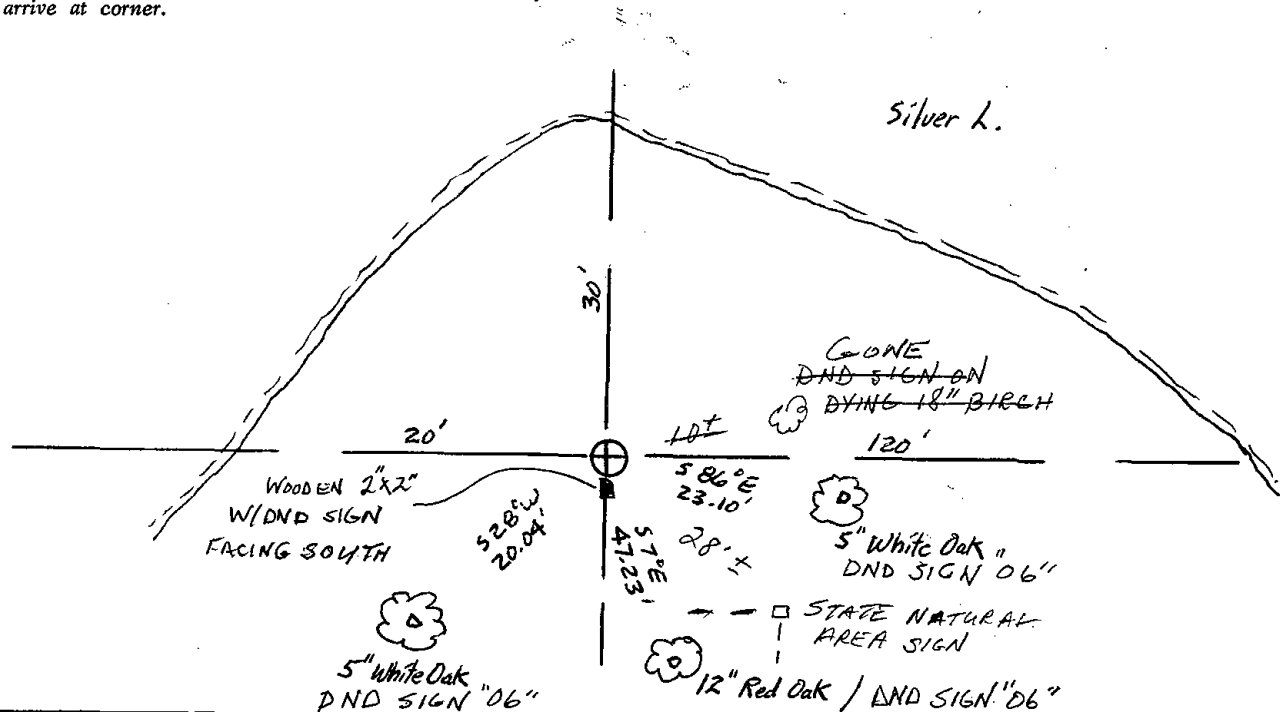 arrive at corner.
Silver L.
30'
GONE
DND SIGN ON
DYING 18" BIRCH
20'
10±
120'
S 86°E
23.10'
WOODEN 2"x2"
W/DND SIGN
FACING SOUTH
S28°W
20.04'
S7°E
47.23'
28'±
5" White Oak
DND SIGN 06"
STATE NATURAL
AREA SIGN
5" White Oak
DND SIGN "06"
12" Red Oak / DND SIGN "06"